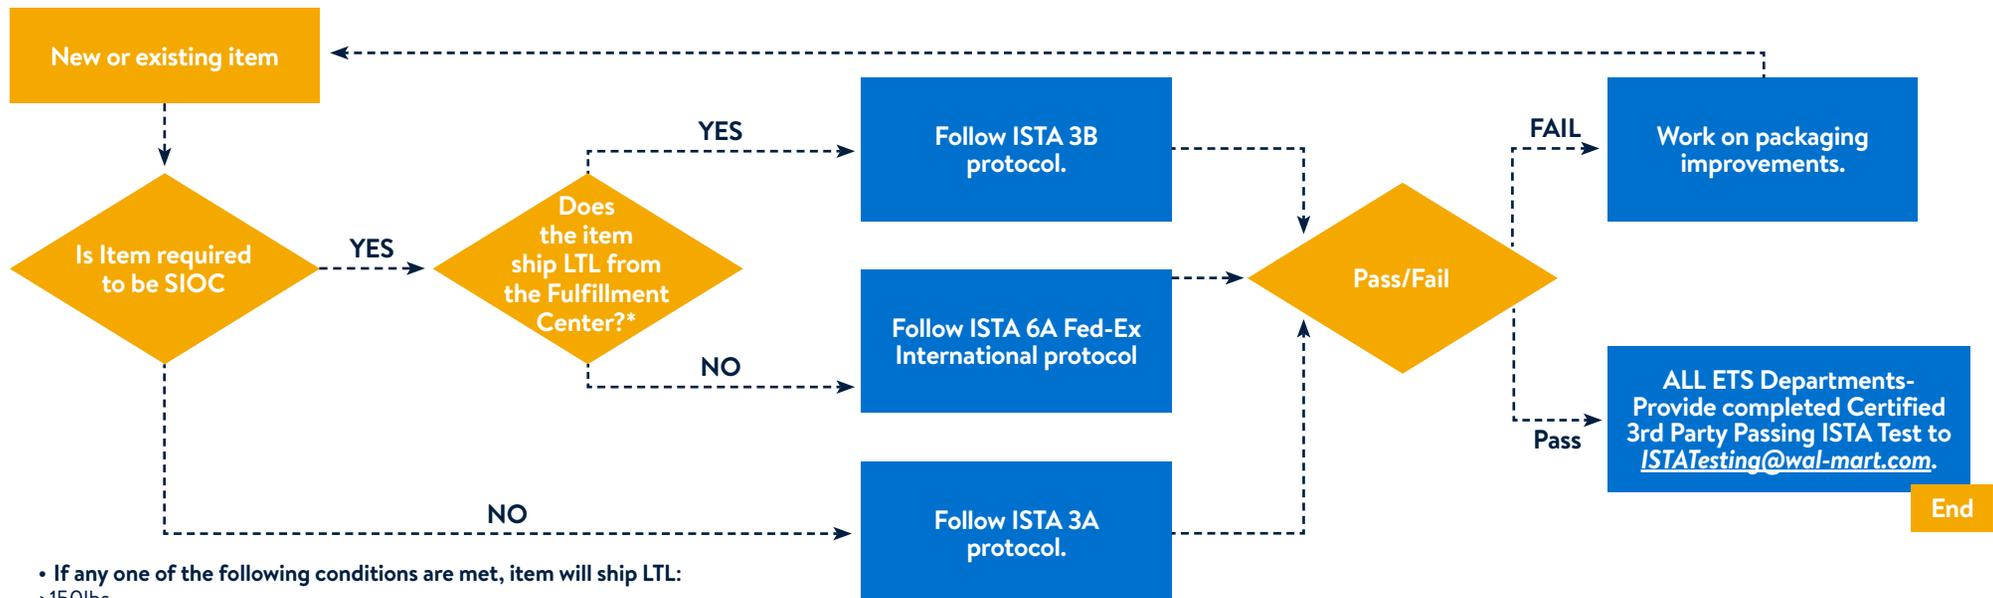 New or existing item
Is Item required
to be SIOC
YES
Does
the item
ship LTL from
the Fulfillment
Center?*
YES
NO
NO
Follow ISTA 3B
protocol.
Follow ISTA 6A Fed-Ex
International protocol
Follow ISTA 3A
protocol.
Pass/Fail
FAIL
Pass
Work on packaging
improvements.
ALL ETS Departments-
Provide completed Certified
3rd Party Passing ISTA Test to
ISTATesting@wal-mart.com.
End
• If any one of the following conditions are met, item will ship LTL:
>150lbs